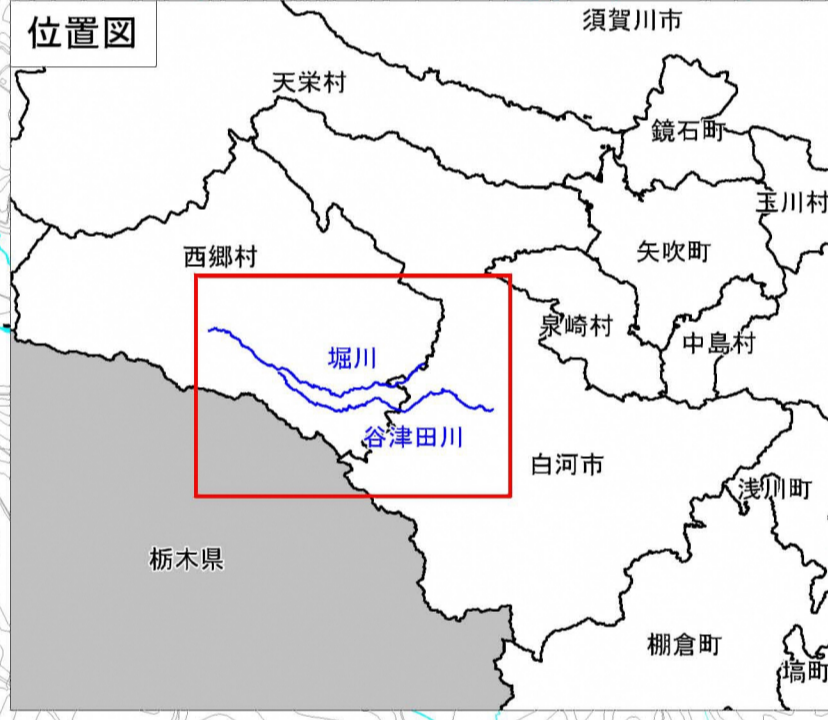 位置図
須賀川市
天栄村
鏡石町
玉川村
西郷村
矢吹町
泉崎村
中島村
堀川
谷津田川
白河市
浅川町
栃木県
棚倉町
塙町